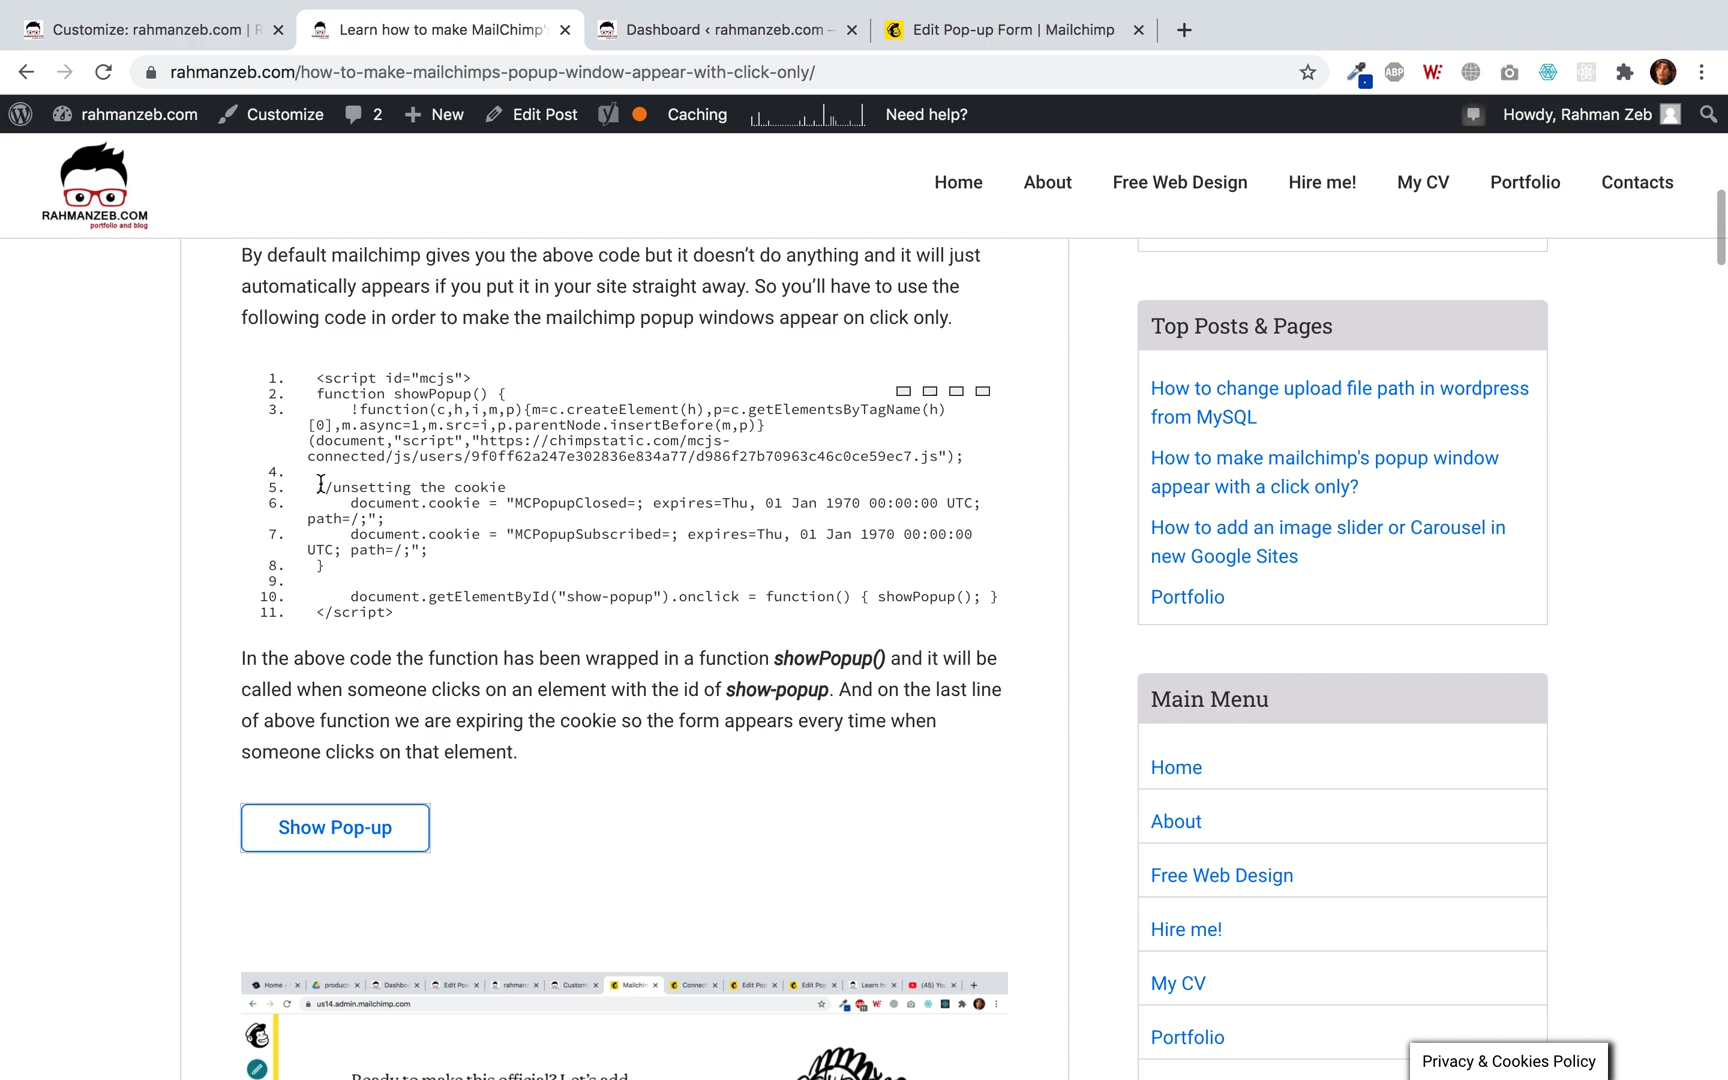 Customize: rahmanzeb.com |
Learn how to make MailChimp's
Dashboard ‹ rahmanzeb.com –
Edit Pop-up Form | Mailchimp
rahmanzeb.com/how-to-make-mailchimps-popup-window-appear-with-click-only/
ABP
rahmanzeb.com Customize 2 New Edit Post Caching Need help? Howdy, Rahman Zeb
RAHMANZEB.COM
portfolio and blog
Home About Free Web Design Hire me! My CV Portfolio Contacts
By default mailchimp gives you the above code but it doesn’t do anything and it will just
automatically appears if you put it in your site straight away. So you’ll have to use the
following code in order to make the mailchimp popup windows appear on click only.
1. <script id="mcjs">
2. function showPopup() {
3. !function(c,h,i,m,p){m=c.createElement(h),p=c.getElementsByTagName(h)
[0],m.async=1,m.src=i,p.parentNode.insertBefore(m,p)}
(document,"script","https://chimpstatic.com/mcjs-
connected/js/users/9f0ff62a247e302836e834a77/d986f27b70963c46c0ce59ec7.js");
4.
5. //unsetting the cookie
6. document.cookie = "MCPopupClosed=; expires=Thu, 01 Jan 1970 00:00:00 UTC;
path=/;";
7. document.cookie = "MCPopupSubscribed=; expires=Thu, 01 Jan 1970 00:00:00
UTC; path=/;";
8. }
9.
10. document.getElementById("show-popup").onclick = function() { showPopup(); }
11. </script>
In the above code the function has been wrapped in a function showPopup() and it will be
called when someone clicks on an element with the id of show-popup. And on the last line
of above function we are expiring the cookie so the form appears every time when
someone clicks on that element.
Show Pop-up
us14.admin.mailchimp.com
Ready to make this official? Let's add
Top Posts & Pages
How to change upload file path in wordpress
from MySQL
How to make mailchimp's popup window
appear with a click only?
How to add an image slider or Carousel in
new Google Sites
Portfolio
Main Menu
Home
About
Free Web Design
Hire me!
My CV
Portfolio
Privacy & Cookies Policy